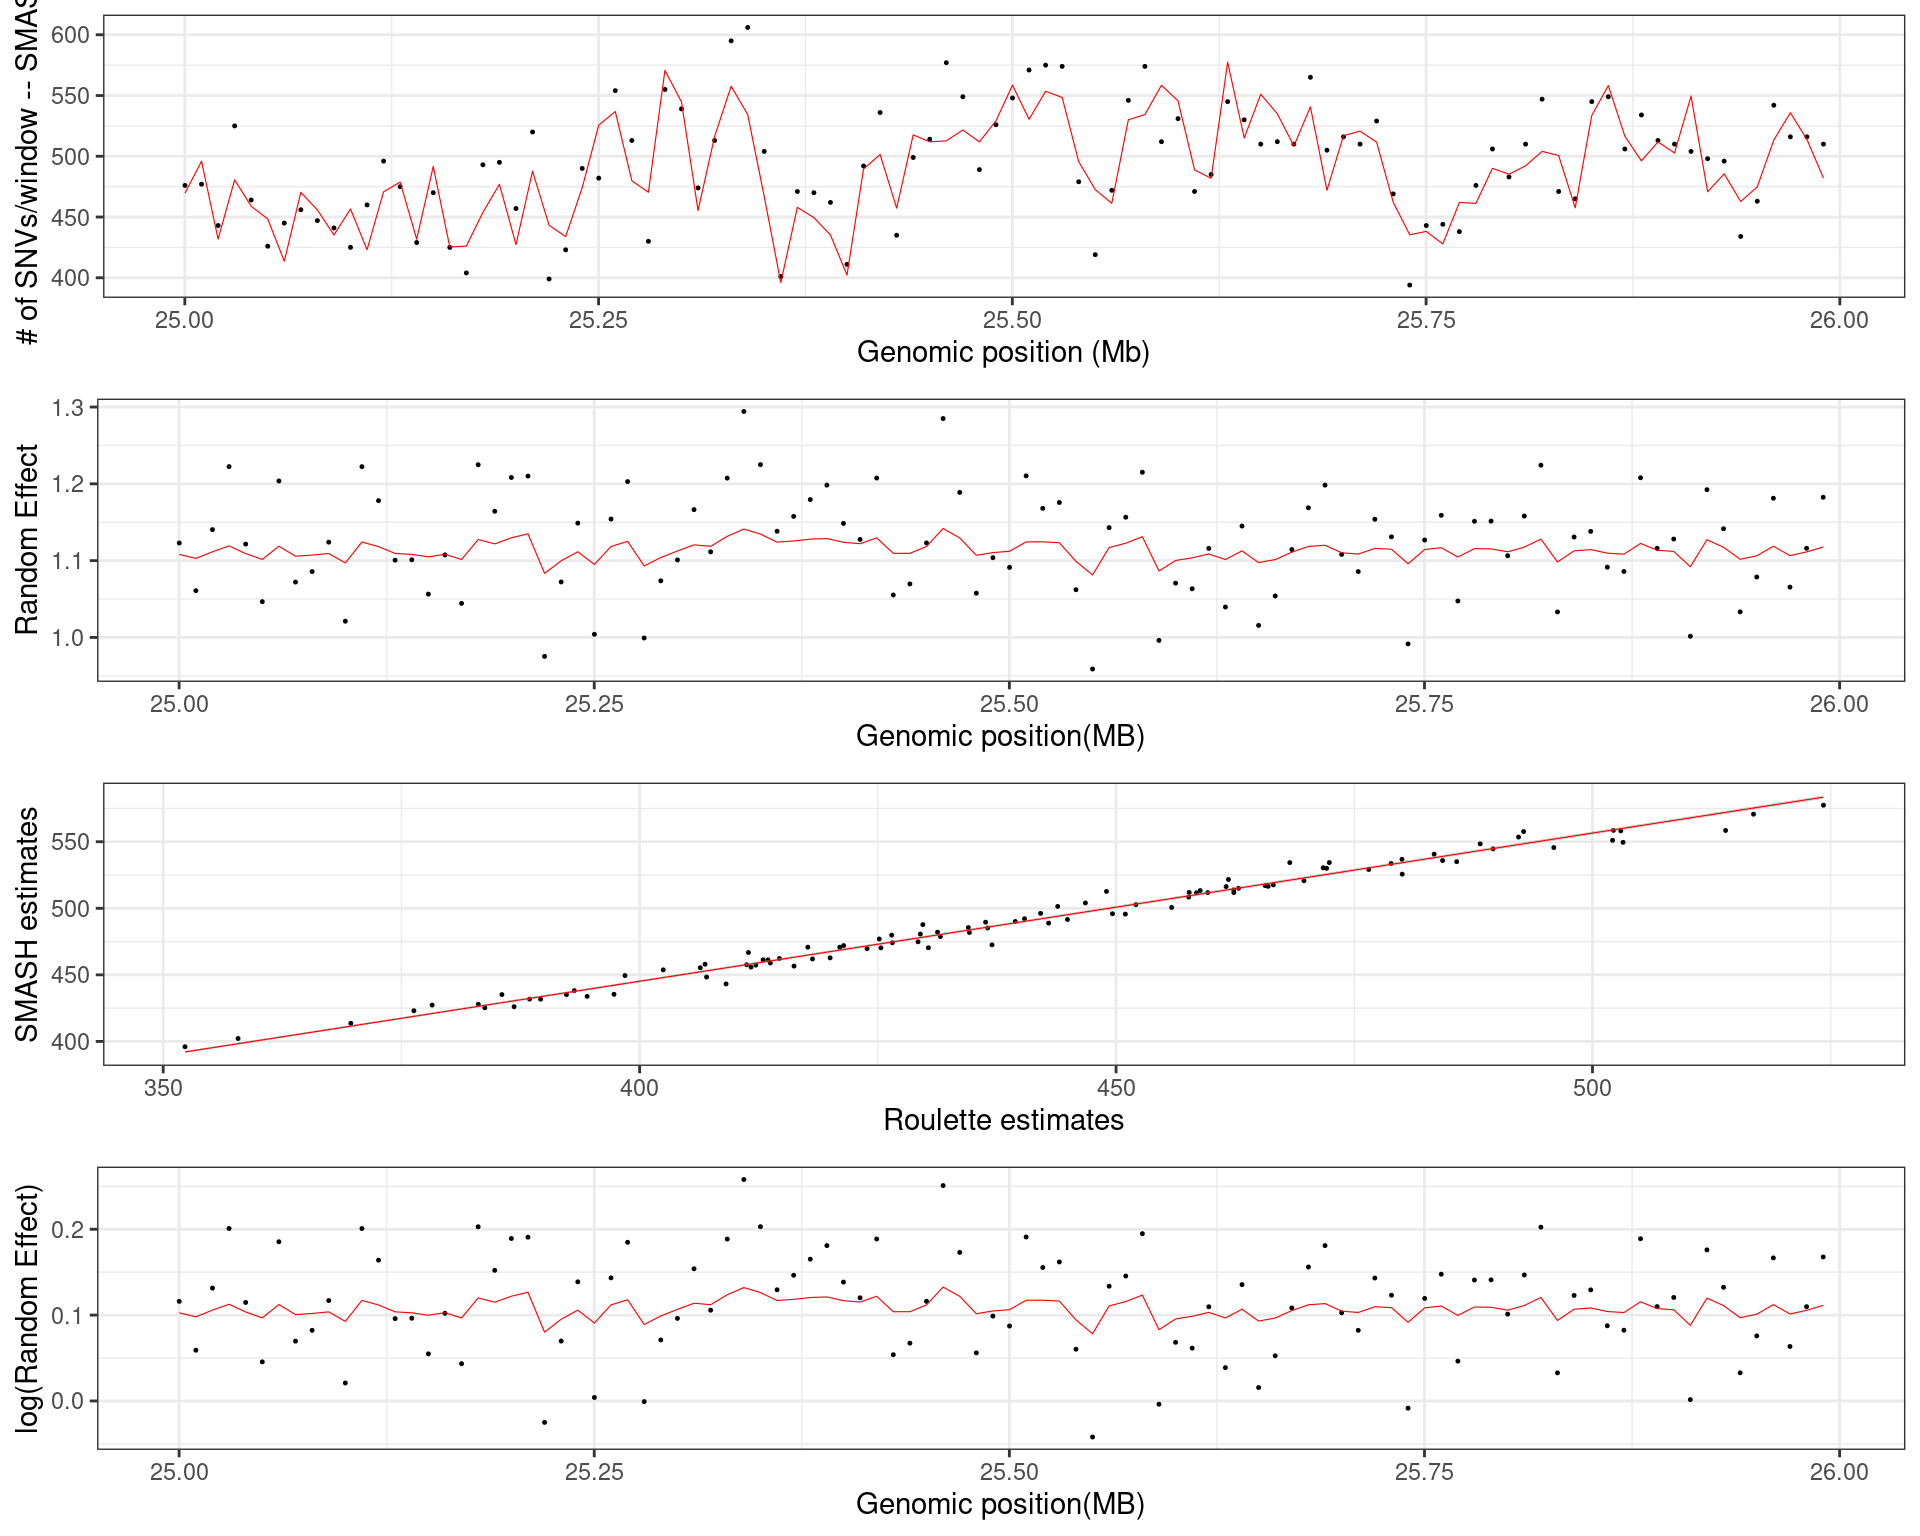 # of SNVs/window -- SMAS
600
550
500
450
400
25.00 25.25 25.50 25.75 26.00
Genomic position (Mb)
Random Effect
1.3
1.2
1.1
1.0
25.00 25.25 25.50 25.75 26.00
Genomic position(MB)
SMASH estimates
550
500
450
400
350 400 450 500
Roulette estimates
log(Random Effect)
0.2
0.1
0.0
25.00 25.25 25.50 25.75 26.00
Genomic position(MB)